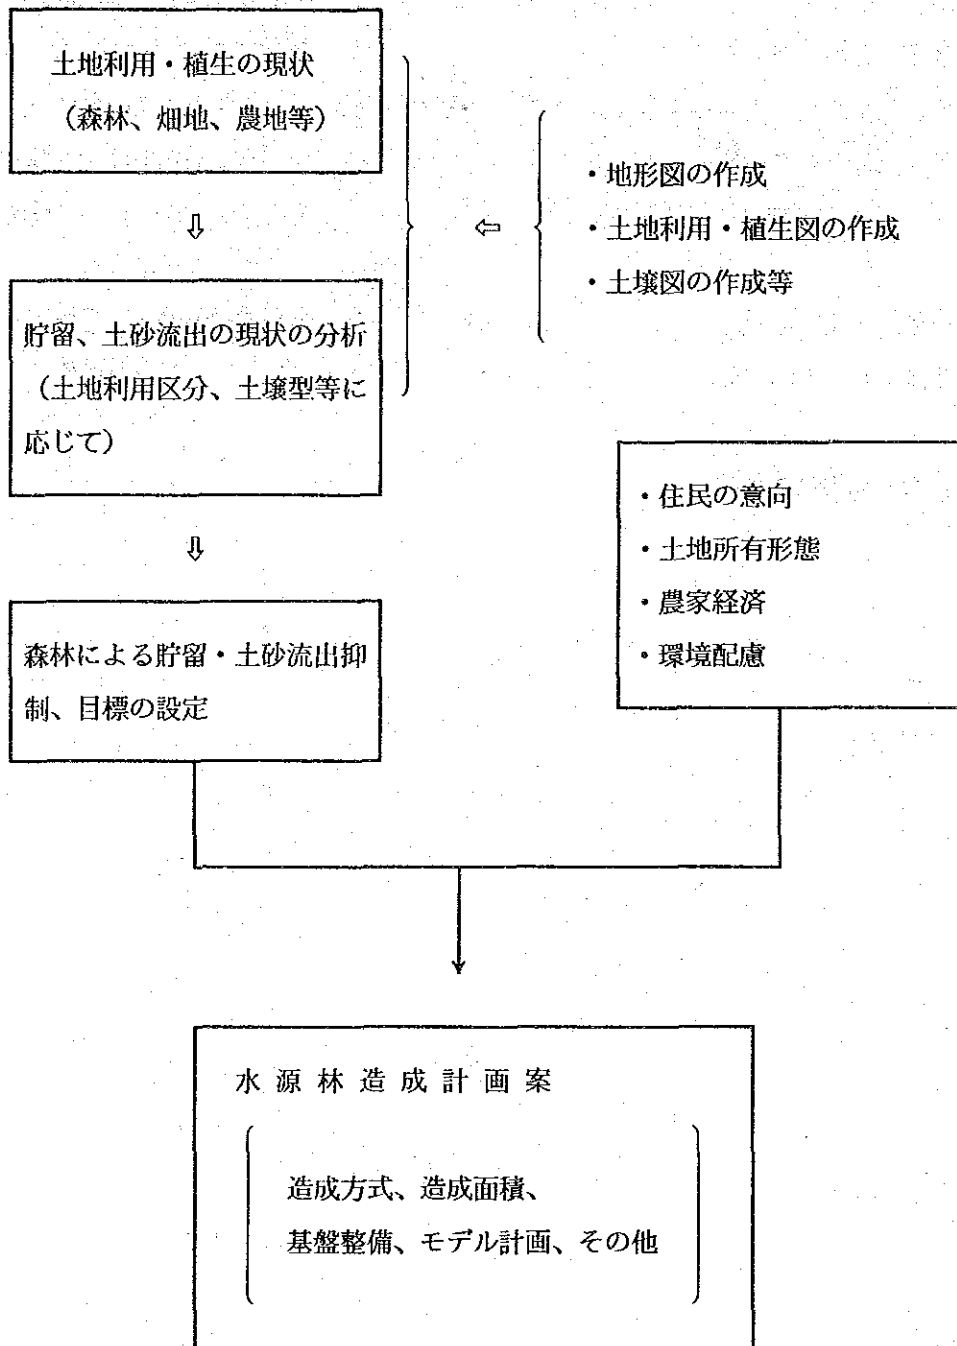 土地利用・植生の現状
（森林、畑地、農地等）
・地形図の作成
・土地利用・植生図の作成
・土壌図の作成等
貯留、土砂流出の現状の分析
（土地利用区分、土壌型等に
応じて）
・住民の意向
・土地所有形態
・農家経済
・環境配慮
森林による貯留・土砂流出抑
制、目標の設定
水源林造成計画案
造成方式、造成面積、
基盤整備、モデル計画、その他